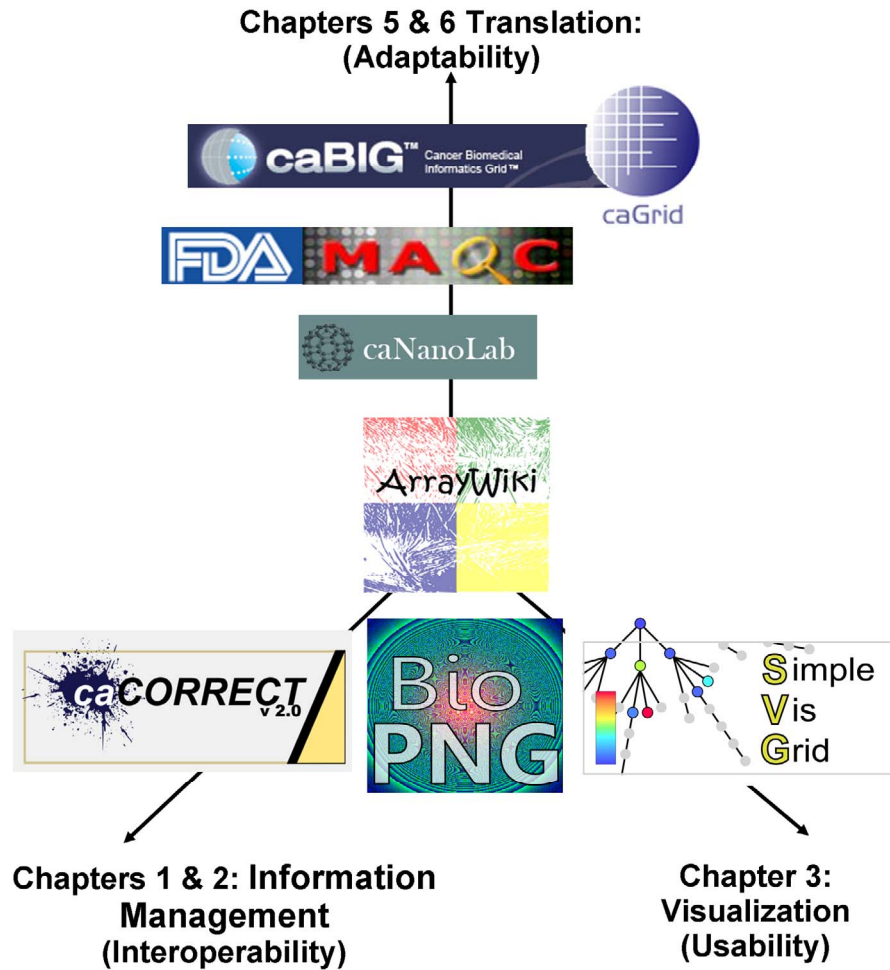 Chapters 5 & 6 Translation:
(Adaptability)
caBIG™ Cancer Biomedical
Informatics Grid™
caGrid
FDA MAQC
caNanoLab
ArrayWiki
caCORRECT
v 2.0
Bio
PNG
Simple
Vis
Grid
Chapters 1 & 2: Information
Management
(Interoperability)
Chapter 3:
Visualization
(Usability)